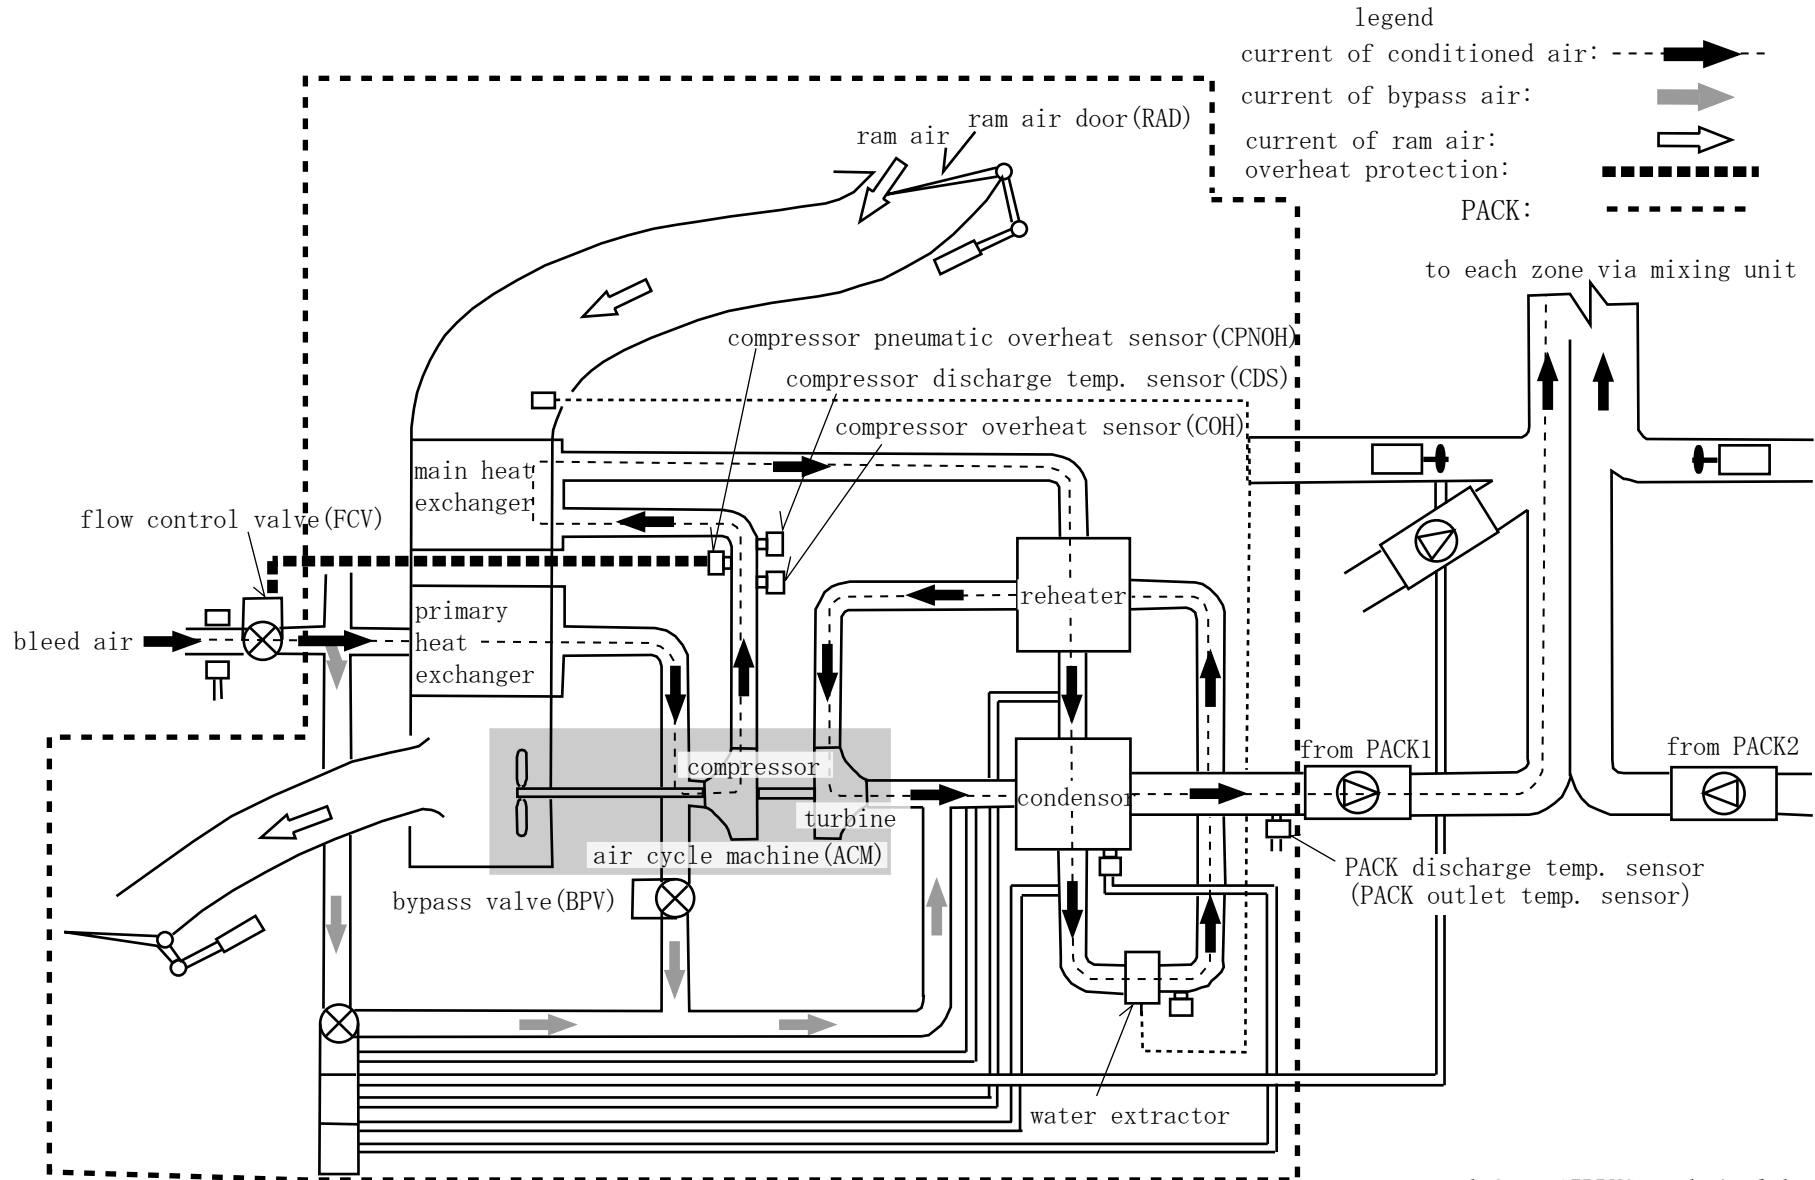 legend
current of conditioned air:
current of bypass air:
current of ram air:
overheat protection:
PACK:
ram air door(RAD)
ram air
to each zone via mixing unit
compressor pneumatic overheat sensor(CPNOH)
compressor discharge temp. sensor(CDS)
compressor overheat sensor(COH)
main heat
exchanger
flow control valve(FCV)
primary
heat
exchanger
bleed air
reheater
compressor
turbine
condensor
air cycle machine(ACM)
from PACK1
from PACK2
bypass valve(BPV)
PACK discharge temp. sensor
(PACK outlet temp. sensor)
water extractor